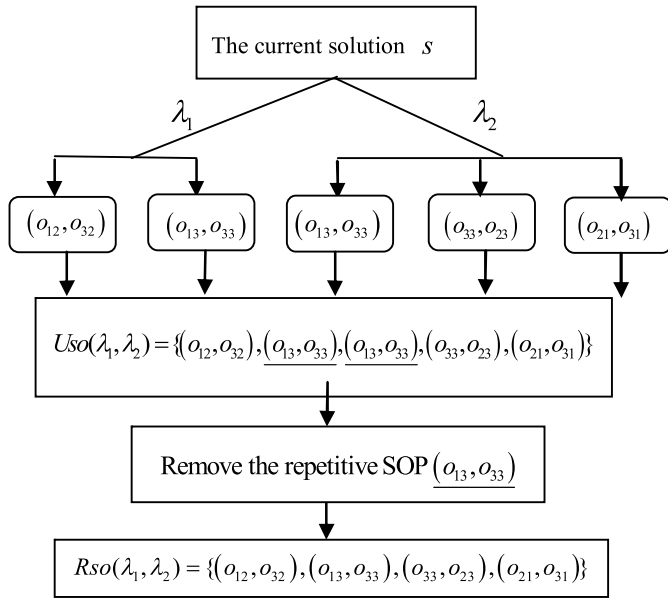 The current solution s
λ₁ λ₂
(o₁₂,o₃₂) (o₁₃,o₃₃) (o₁₃,o₃₃) (o₃₃,o₂₃) (o₂₁,o₃₁)
Uso(λ₁,λ₂)={(o₁₂,o₃₂),(o₁₃,o₃₃),(o₁₃,o₃₃),(o₃₃,o₂₃),(o₂₁,o₃₁)}
Remove the repetitive SOP (o₁₃,o₃₃)
Rso(λ₁,λ₂)={(o₁₂,o₃₂),(o₁₃,o₃₃),(o₃₃,o₂₃),(o₂₁,o₃₁)}